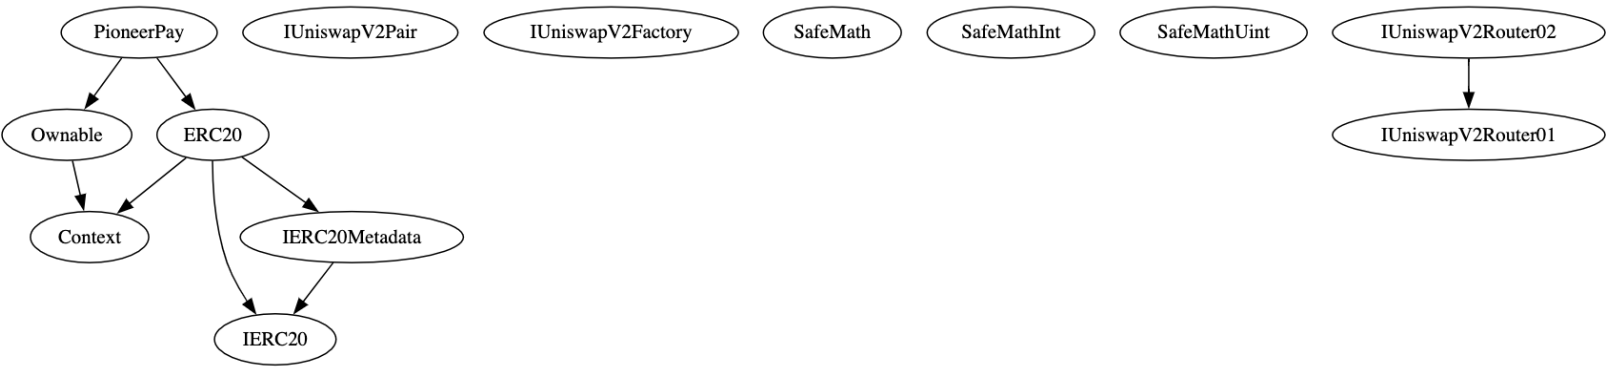 PioneerPay
IUniswapV2Pair
IUniswapV2Factory
SafeMath
SafeMathInt
SafeMathUint
IUniswapV2Router02
Ownable
ERC20
IUniswapV2Router01
Context
IERC20Metadata
IERC20